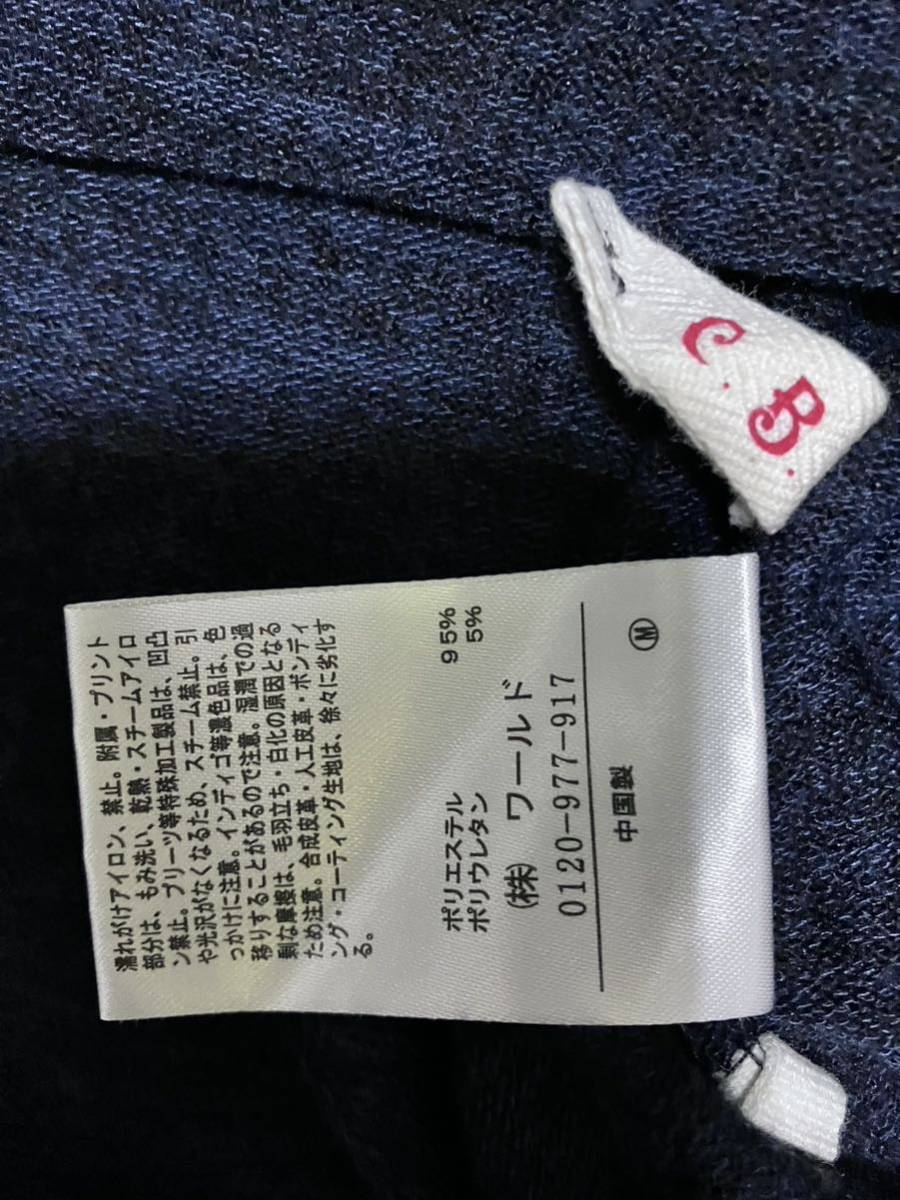 C.B.
濡れがけアイロン、禁止。附属・プリント
部分は、もみ洗い、乾熱・スチームアイロ
ン禁止。プリーツ等特殊加工製品は、凹凸
や光沢がなくなるため、スチーム禁止。引
っかけに注意。インディゴ等濃色品は、色
移りすることがあるので注意。湿潤での過
剰な摩擦は、毛羽立ち・白化の原因となる
ため注意。合成皮革・人工皮革・ボンディ
ング・コーティング生地は、徐々に劣化す
る。
ポリエステル 95%
ポリウレタン 5%
(株) ワールド
0120-977-917
中国製 Ⓜ